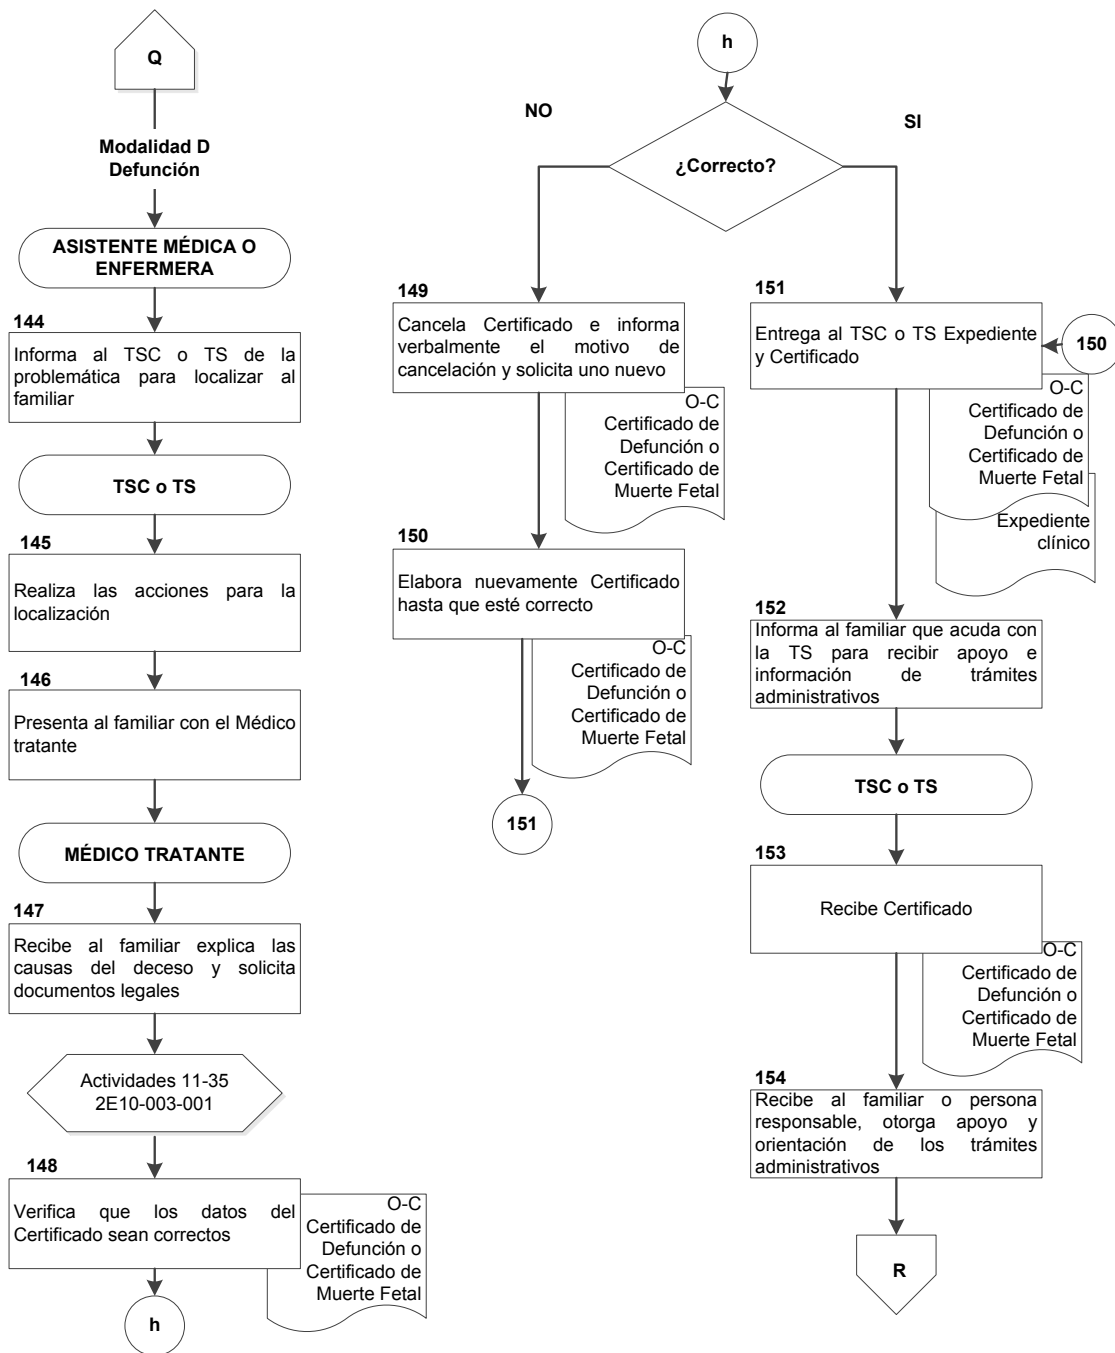 Q
Modalidad D
Defunción
ASISTENTE MÉDICA O
ENFERMERA
144
Informa al TSC o TS de la
problemática para localizar al
familiar
TSC o TS
145
Realiza las acciones para la
localización
146
Presenta al familiar con el Médico
tratante
MÉDICO TRATANTE
147
Recibe al familiar explica las
causas del deceso y solicita
documentos legales
Actividades 11-35
2E10-003-001
148
Verifica que los datos del
Certificado sean correctos
O-C
Certificado de
Defunción o
Certificado de
Muerte Fetal
h
h
¿Correcto?
NO
SI
149
Cancela Certificado e informa
verbalmente el motivo de
cancelación y solicita uno nuevo
O-C
Certificado de
Defunción o
Certificado de
Muerte Fetal
150
Elabora nuevamente Certificado
hasta que esté correcto
O-C
Certificado de
Defunción o
Certificado de
Muerte Fetal
151
151
Entrega al TSC o TS Expediente
y Certificado
150
O-C
Certificado de
Defunción o
Certificado de
Muerte Fetal
Expediente
clínico
152
Informa al familiar que acuda con
la TS para recibir apoyo e
información de trámites
administrativos
TSC o TS
153
Recibe Certificado
O-C
Certificado de
Defunción o
Certificado de
Muerte Fetal
154
Recibe al familiar o persona
responsable, otorga apoyo y
orientación de los trámites
administrativos
R